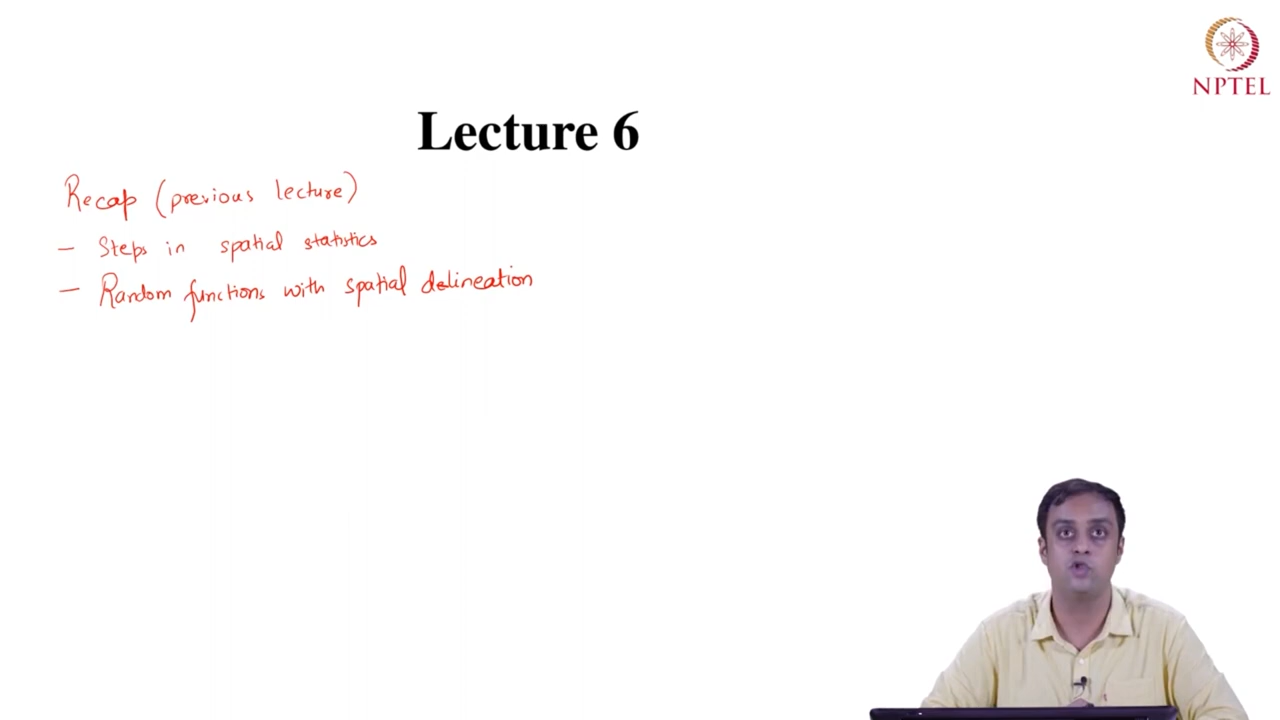 NPTEL
Lecture 6
Recap (previous lecture)
- Steps in spatial statistics
- Random functions with spatial delineation